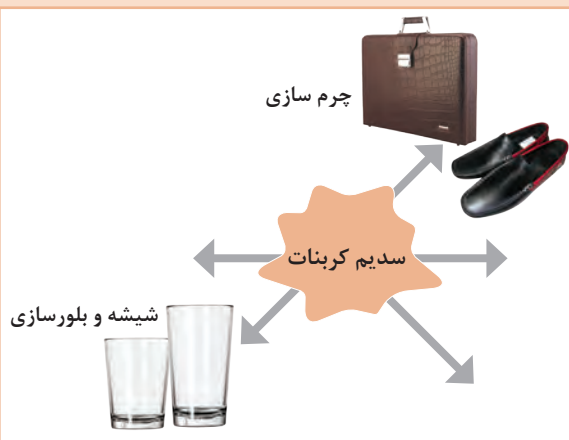 چرم سازی
سدیم کربنات
شیشه و بلورسازی